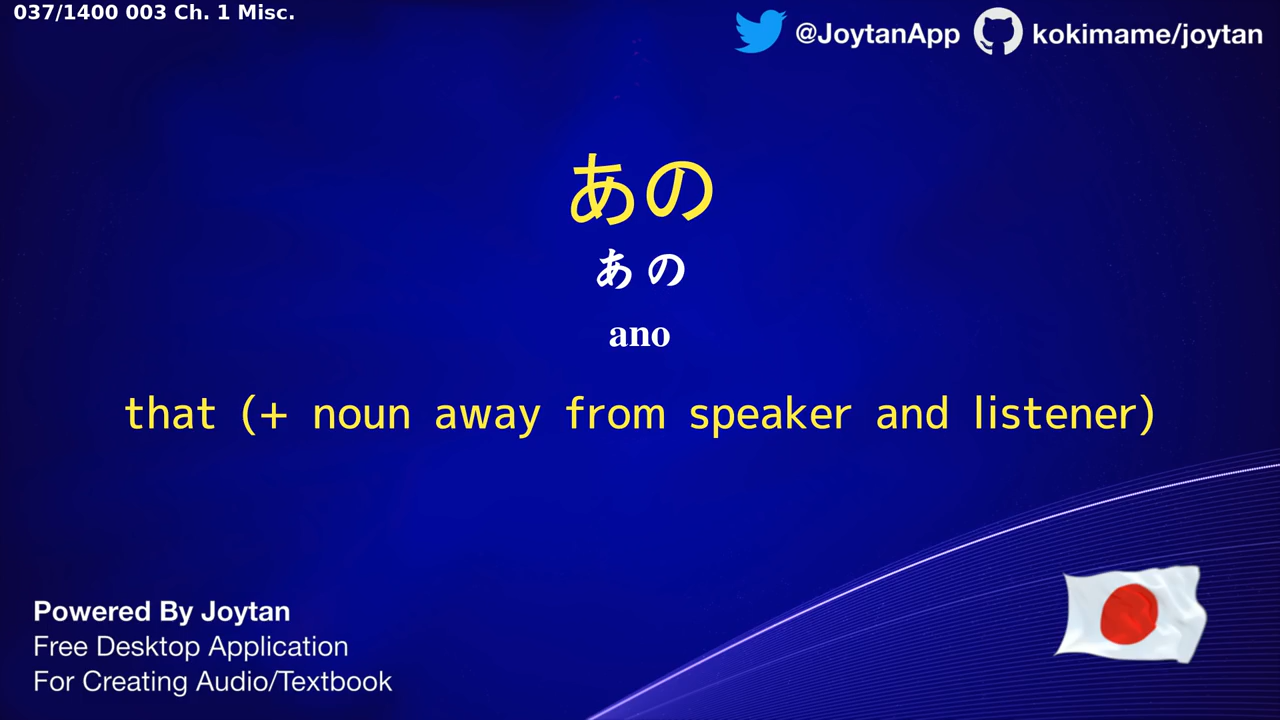 037/1400 003 Ch. 1 Misc.
@JoytanApp kokimame/joytan
あの
あ の
ano
that (+ noun away from speaker and listener)
Powered By Joytan
Free Desktop Application
For Creating Audio/Textbook